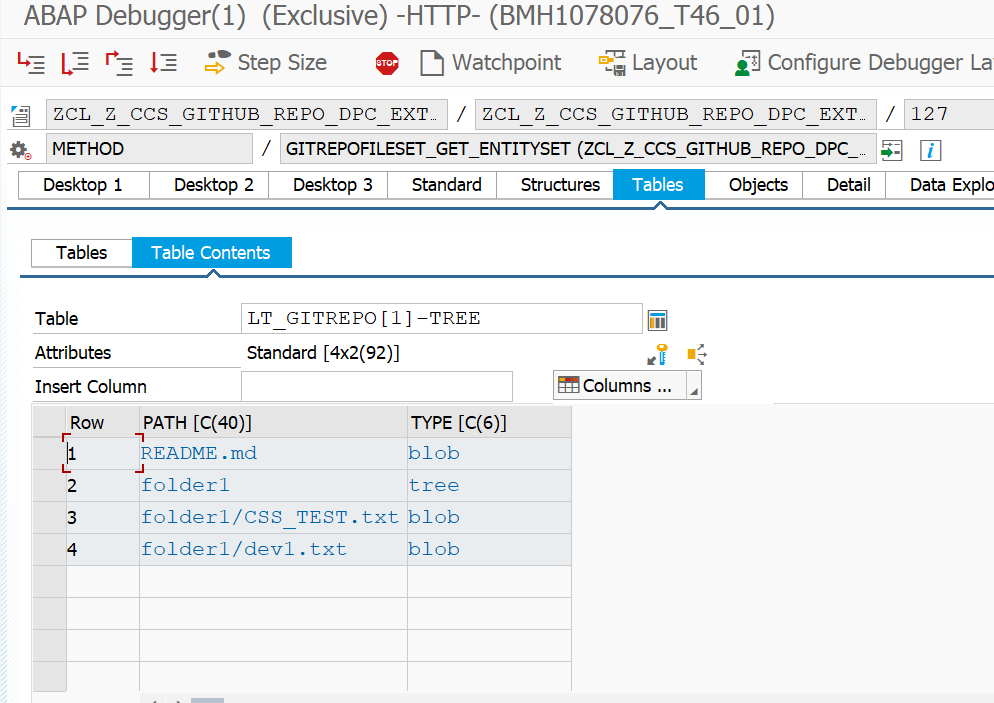 ABAP Debugger(1) (Exclusive) -HTTP- (BMH1078076_T46_01)
STOP Step Size Watchpoint Layout Configure Debugger La
ZCL_Z_CCS_GITHUB_REPO_DPC_EXT… / ZCL_Z_CCS_GITHUB_REPO_DPC_EXT… / 127
METHOD / GITREPOFILESET_GET_ENTITYSET (ZCL_Z_CCS_GITHUB_REPO_DPC_…
Desktop 1 Desktop 2 Desktop 3 Standard Structures Tables Objects Detail Data Explo
Tables Table Contents
Table LT_GITREPO[1]-TREE
Attributes Standard [4x2(92)]
Insert Column Columns ...
Row PATH [C(40)] TYPE [C(6)]
1 README.md blob
2 folder1 tree
3 folder1/CSS_TEST.txt blob
4 folder1/dev1.txt blob